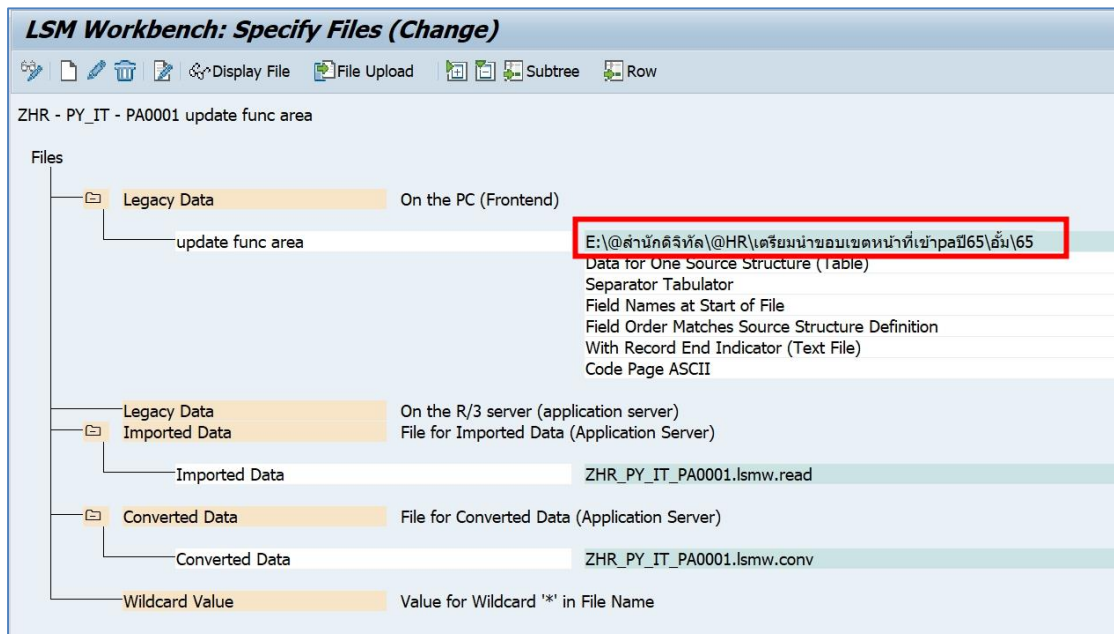 LSM Workbench: Specify Files (Change)
Display File File Upload Subtree Row
ZHR - PY_IT - PA0001 update func area
Files
Legacy Data On the PC (Frontend)
update func area E:\@สำนักดิจิทัล\@HR\เตรียมนำขอบเขตหน้าที่เข้าpaปี65\อั้ม\65
Data for One Source Structure (Table)
Separator Tabulator
Field Names at Start of File
Field Order Matches Source Structure Definition
With Record End Indicator (Text File)
Code Page ASCII
Legacy Data On the R/3 server (application server)
Imported Data File for Imported Data (Application Server)
Imported Data ZHR_PY_IT_PA0001.lsmw.read
Converted Data File for Converted Data (Application Server)
Converted Data ZHR_PY_IT_PA0001.lsmw.conv
Wildcard Value Value for Wildcard '*' in File Name